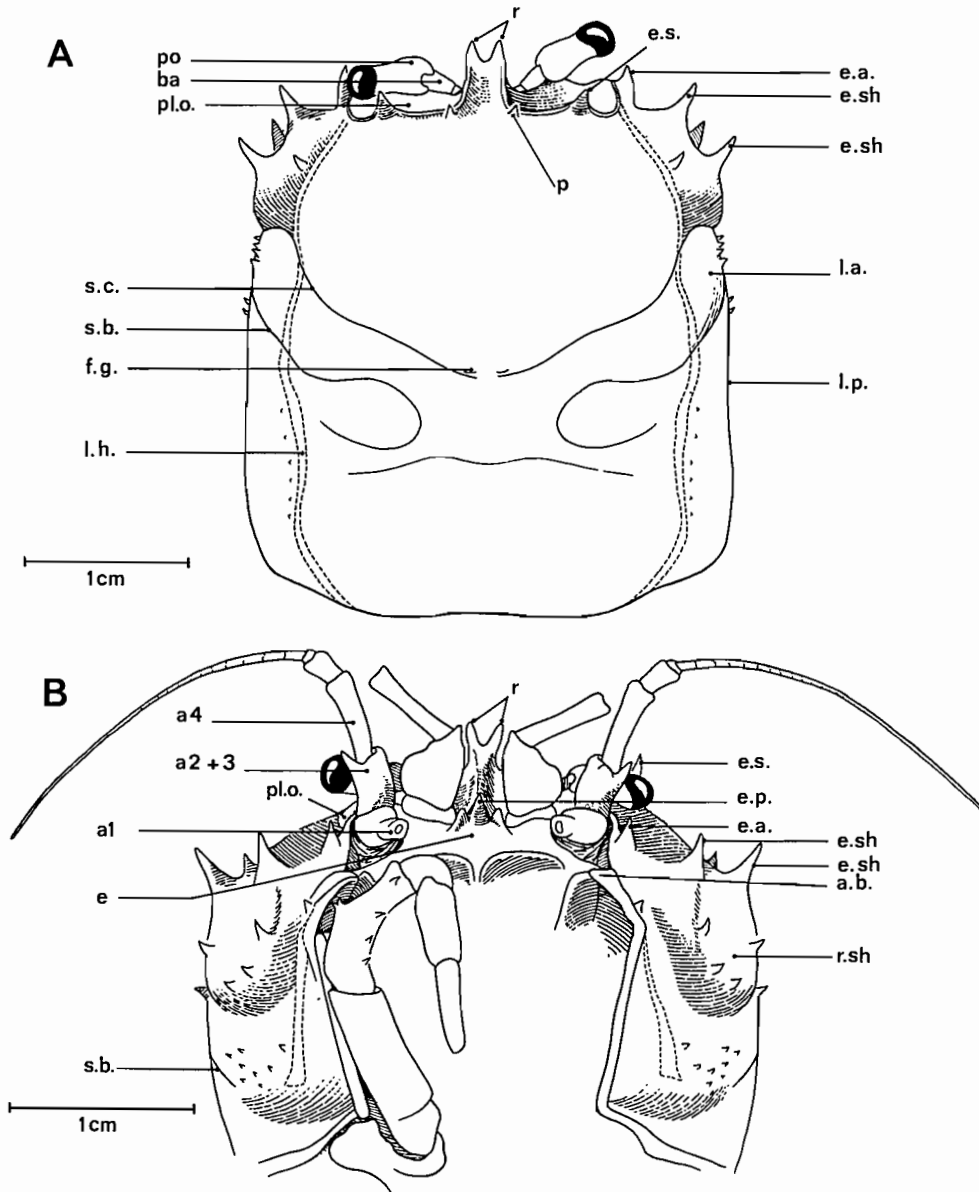 A
r
e.s.
po
ba
pl.o.
e.a.
e.sh
e.sh
p
l.a.
s.c.
s.b.
f.g.
l.p.
l.h.
1cm
B
r
a4
a2+3
pl.o.
a1
e
e.s.
e.p.
e.a.
e.sh
e.sh
a.b.
r.sh
s.b.
1cm